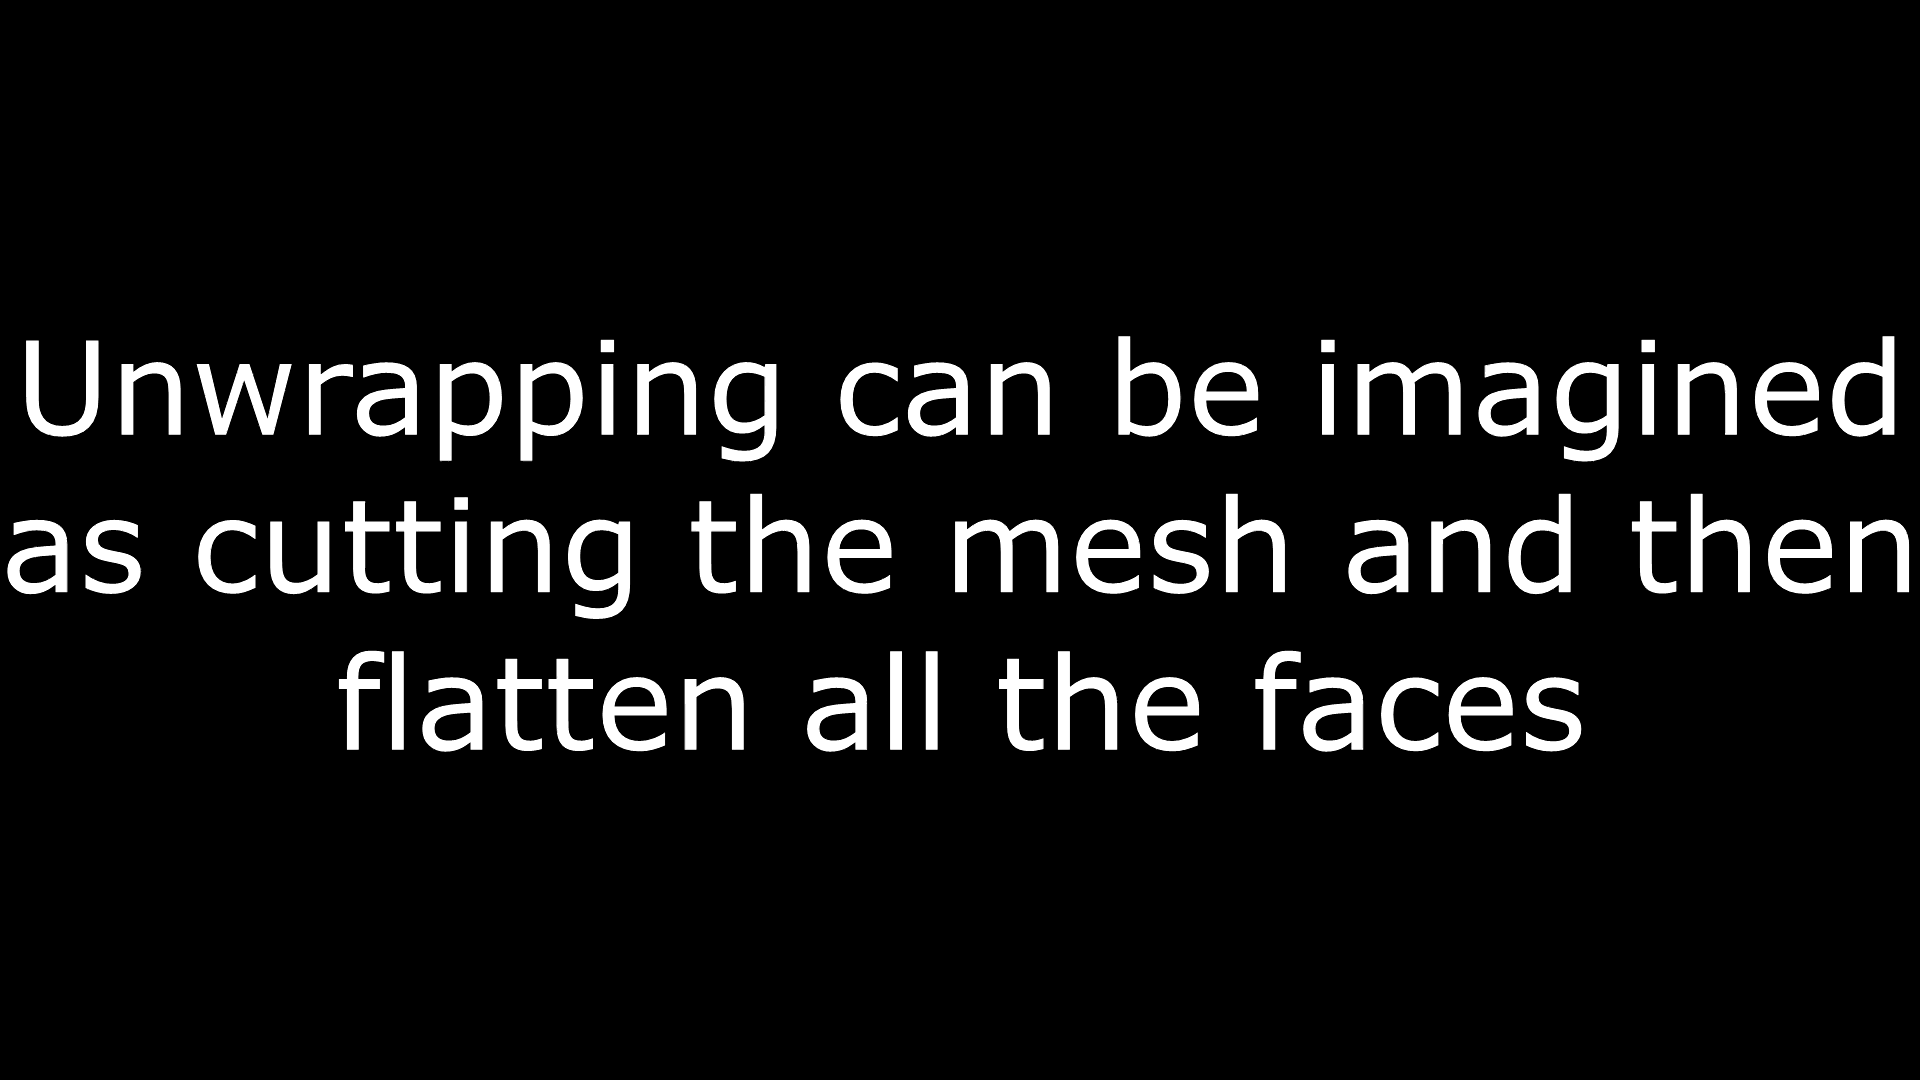 Unwrapping can be imagined
as cutting the mesh and then
flatten all the faces